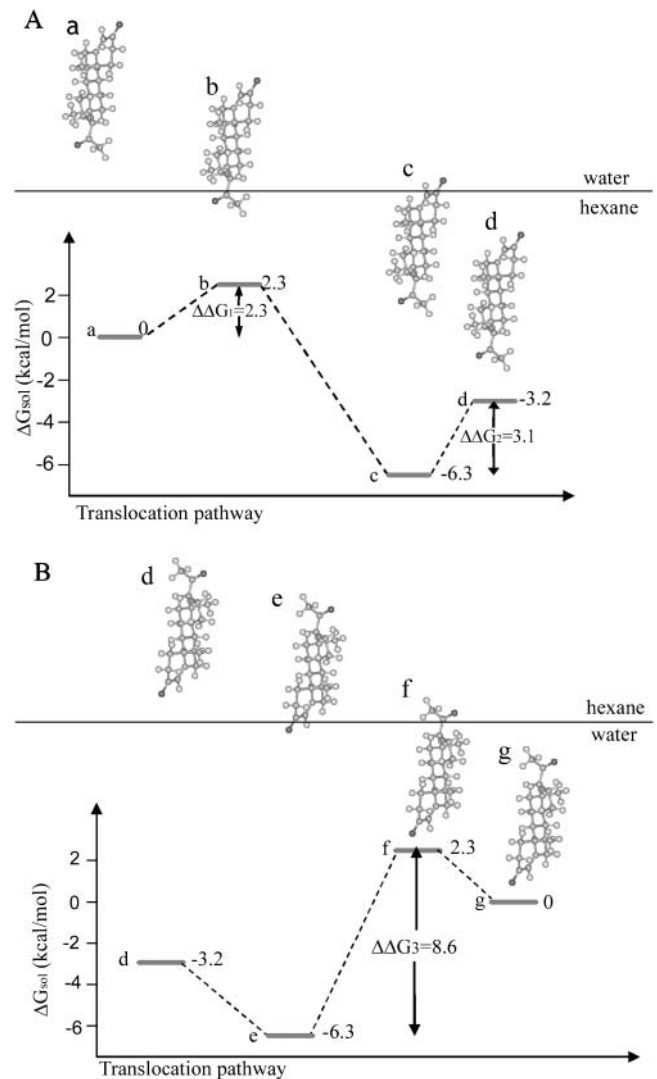 A
a
b
c
d
water
hexane
ΔGsol (kcal/mol)
2
0
-2
-4
-6
a 0
b 2.3
ΔΔG1=2.3
c -6.3
d -3.2
ΔΔG2=3.1
Translocation pathway
B
d
e
f
g
hexane
water
ΔGsol (kcal/mol)
2
0
-2
-4
-6
d -3.2
e -6.3
f 2.3
ΔΔG3=8.6
g 0
Translocation pathway